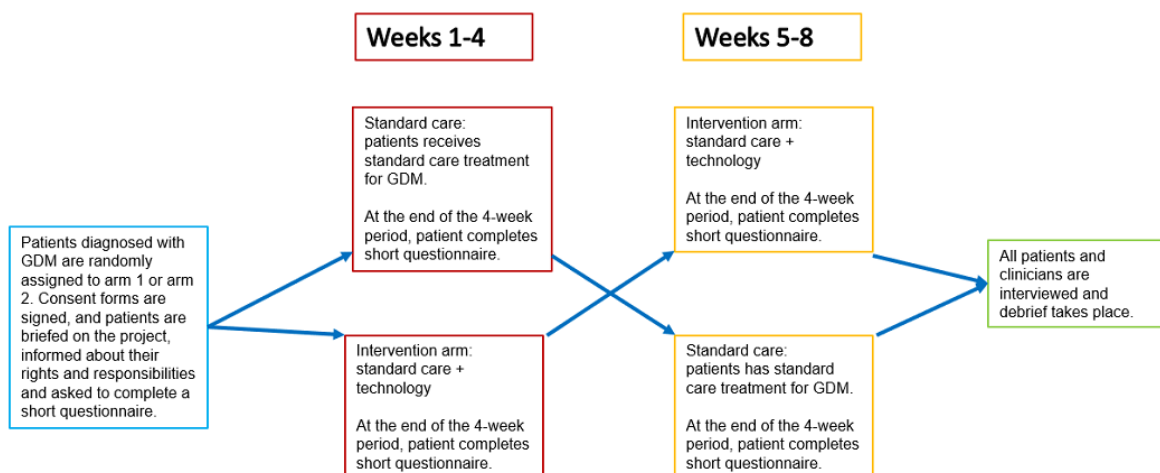 Weeks 1-4
Weeks 5-8
Patients diagnosed with
GDM are randomly
assigned to arm 1 or arm
2. Consent forms are
signed, and patients are
briefed on the project,
informed about their
rights and responsibilities
and asked to complete a
short questionnaire.
Standard care:
patients receives
standard care treatment
for GDM.
At the end of the 4-week
period, patient completes
short questionnaire.
Intervention arm:
standard care +
technology
At the end of the 4-week
period, patient completes
short questionnaire.
Intervention arm:
standard care +
technology
At the end of the 4-week
period, patient completes
short questionnaire.
Standard care:
patients has standard
care treatment for GDM.
At the end of the 4-week
period, patient completes
short questionnaire.
All patients and
clinicians are
interviewed and
debrief takes place.